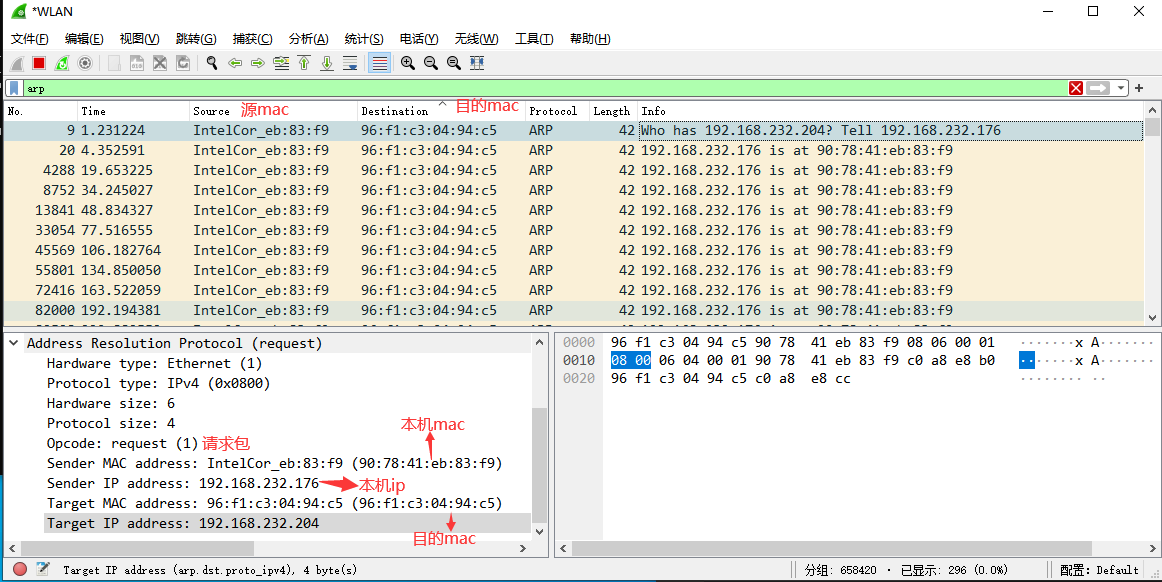 *WLAN
文件(F) 编辑(E) 视图(V) 跳转(G) 捕获(C) 分析(A) 统计(S) 电话(Y) 无线(W) 工具(T) 帮助(H)
arp
No. Time Source 源mac Destination 目的mac Protocol Length Info
9 1.231224 IntelCor_eb:83:f9 96:f1:c3:04:94:c5 ARP 42 Who has 192.168.232.204? Tell 192.168.232.176
20 4.352591 IntelCor_eb:83:f9 96:f1:c3:04:94:c5 ARP 42 192.168.232.176 is at 90:78:41:eb:83:f9
4288 19.653225 IntelCor_eb:83:f9 96:f1:c3:04:94:c5 ARP 42 192.168.232.176 is at 90:78:41:eb:83:f9
8752 34.245027 IntelCor_eb:83:f9 96:f1:c3:04:94:c5 ARP 42 192.168.232.176 is at 90:78:41:eb:83:f9
13841 48.834327 IntelCor_eb:83:f9 96:f1:c3:04:94:c5 ARP 42 192.168.232.176 is at 90:78:41:eb:83:f9
33054 77.516555 IntelCor_eb:83:f9 96:f1:c3:04:94:c5 ARP 42 192.168.232.176 is at 90:78:41:eb:83:f9
45569 106.182764 IntelCor_eb:83:f9 96:f1:c3:04:94:c5 ARP 42 192.168.232.176 is at 90:78:41:eb:83:f9
55801 134.850050 IntelCor_eb:83:f9 96:f1:c3:04:94:c5 ARP 42 192.168.232.176 is at 90:78:41:eb:83:f9
72416 163.522059 IntelCor_eb:83:f9 96:f1:c3:04:94:c5 ARP 42 192.168.232.176 is at 90:78:41:eb:83:f9
82000 192.194381 IntelCor_eb:83:f9 96:f1:c3:04:94:c5 ARP 42 192.168.232.176 is at 90:78:41:eb:83:f9
Address Resolution Protocol (request)
Hardware type: Ethernet (1)
Protocol type: IPv4 (0x0800)
Hardware size: 6
Protocol size: 4
本机mac
Opcode: request (1) 请求包
Sender MAC address: IntelCor_eb:83:f9 (90:78:41:eb:83:f9)
Sender IP address: 192.168.232.176 本机ip
Target MAC address: 96:f1:c3:04:94:c5 (96:f1:c3:04:94:c5)
Target IP address: 192.168.232.204
目的mac
0000 96 f1 c3 04 94 c5 90 78 41 eb 83 f9 08 06 00 01 ·······x A·······
0010 08 00 06 04 00 01 90 78 41 eb 83 f9 c0 a8 e8 b0 ·······x A·······
0020 96 f1 c3 04 94 c5 c0 a8 e8 cc ········ ··
Target IP address (arp.dst.proto_ipv4), 4 byte(s) 分组: 658420 · 已显示: 296 (0.0%) 配置: Default